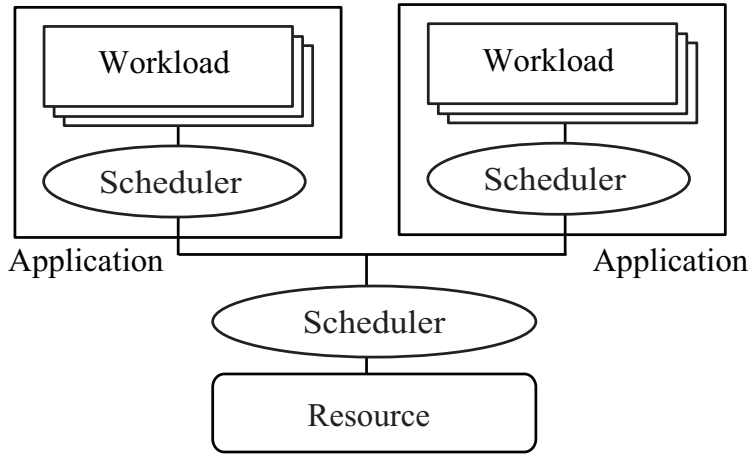 Workload
Workload
Scheduler
Scheduler
Application
Application
Scheduler
Resource